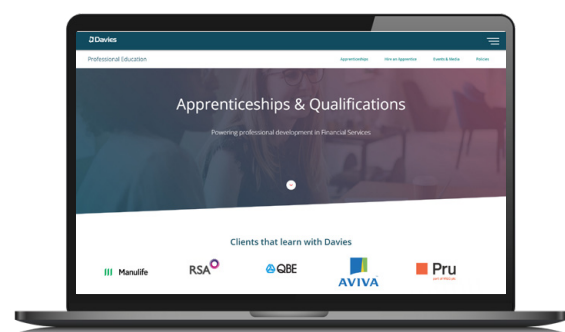 Davies
Professional Education
Apprenticeships Hire an Apprentice Events & Media Policies
Apprenticeships & Qualifications
Powering professional development in Financial Services
Clients that learn with Davies
Manulife RSA QBE AVIVA Pru